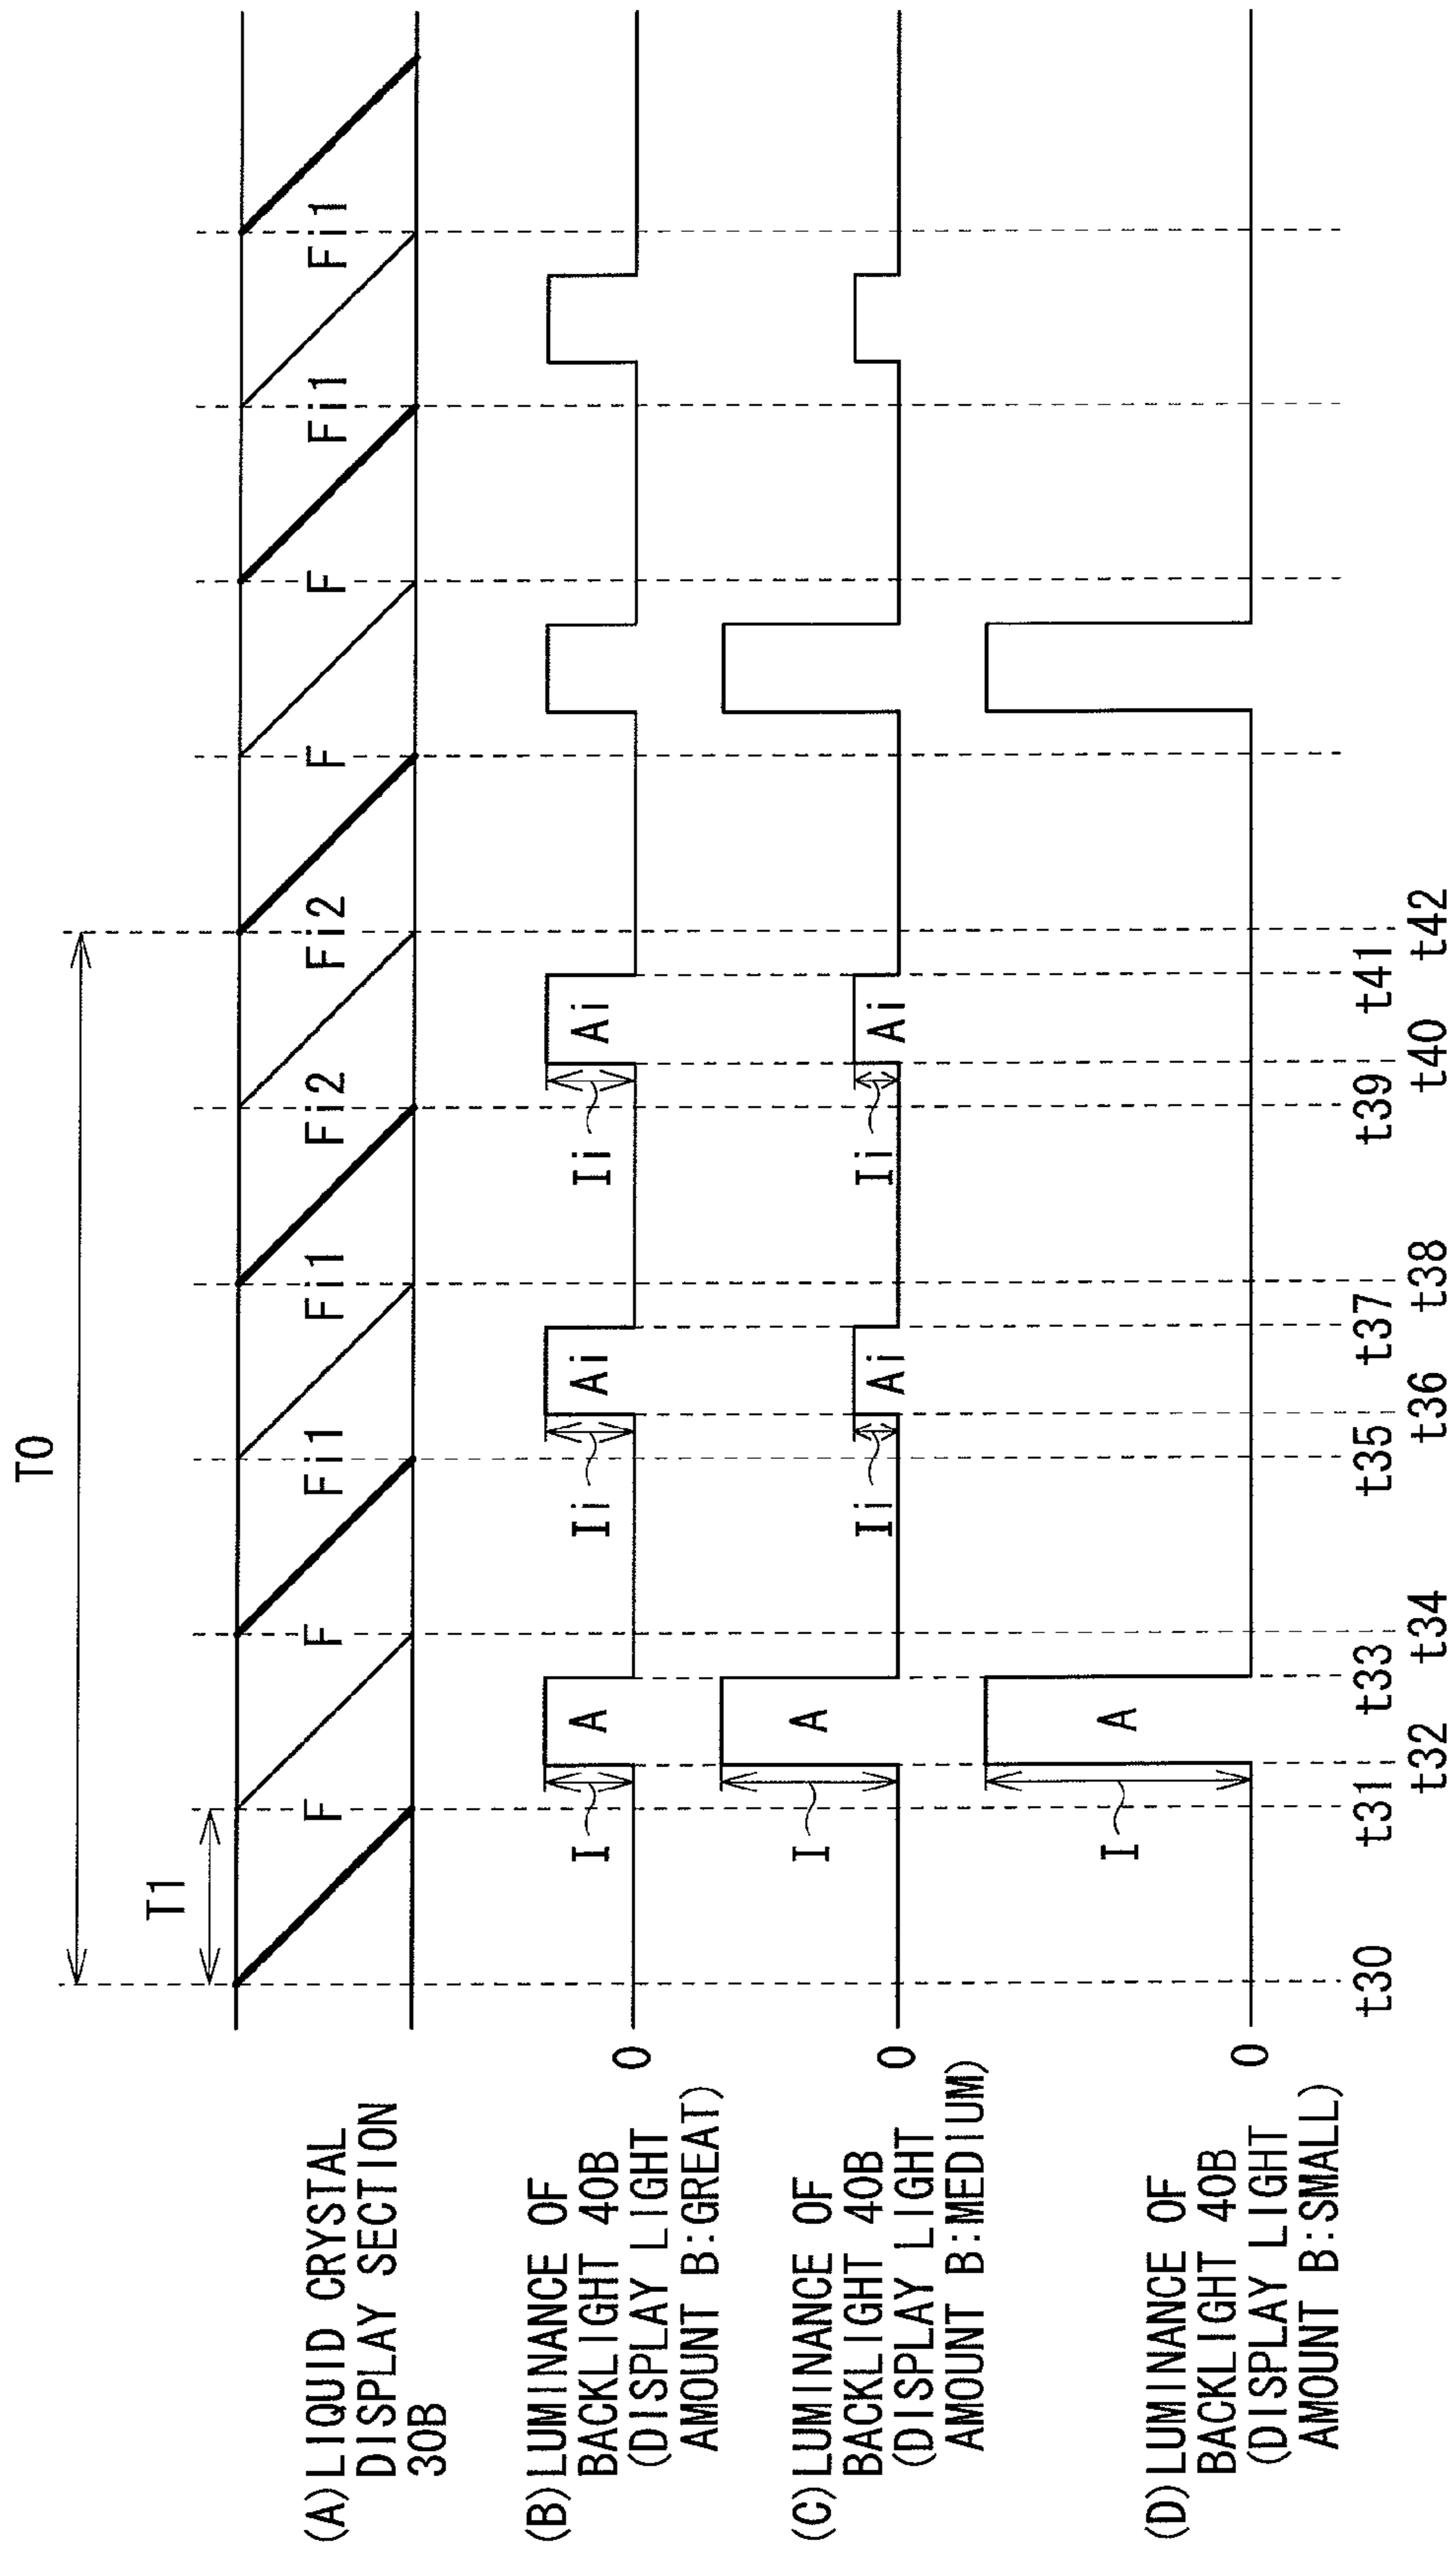 T0
T1
(A) LIQUID CRYSTAL
DISPLAY SECTION
30B
F F Fi1 Fi1 Fi2 Fi2 F F Fi1 Fi1
(B) LUMINANCE OF
BACKLIGHT 40B
(DISPLAY LIGHT
AMOUNT B:GREAT)
0
I A Ii Ai Ii Ai
(C) LUMINANCE OF
BACKLIGHT 40B
(DISPLAY LIGHT
AMOUNT B:MEDIUM)
0
I A Ii Ai Ii Ai
(D) LUMINANCE OF
BACKLIGHT 40B
(DISPLAY LIGHT
AMOUNT B:SMALL)
0
I A
t30 t31 t33 t35 t37 t39 t41
t32 t34 t36 t38 t40 t42